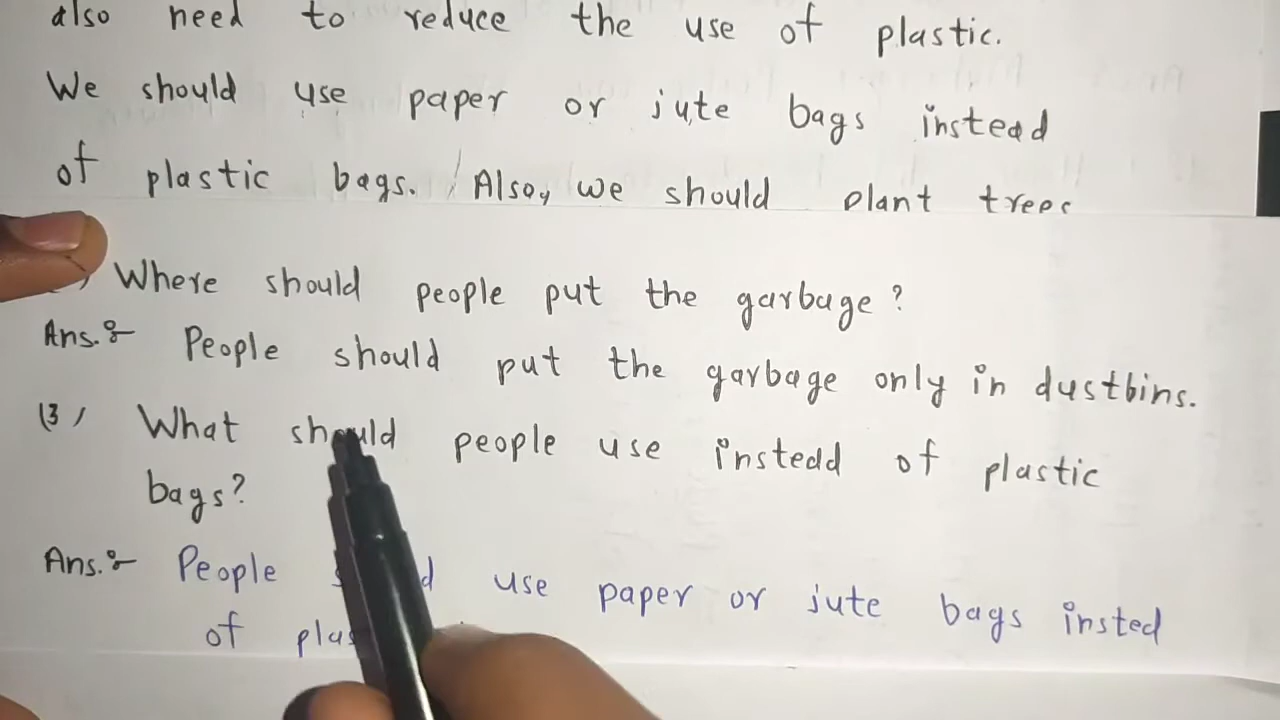 also need to reduce the use of plastic.
We should use paper or jute bags instead
of plastic bags. Also, we should plant trees
Where should people put the garbage?
Ans.:- People should put the garbage only in dustbins.
(3) What should people use instead of plastic
bags?
Ans.:- People use paper or jute bags insted
of